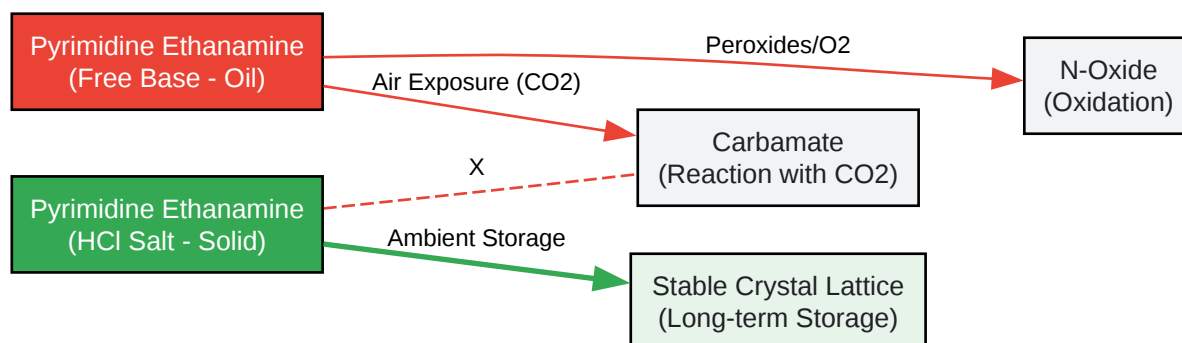 Pyrimidine Ethanamine
(Free Base - Oil)
Peroxides/O2
N-Oxide
(Oxidation)
Air Exposure (CO2)
Carbamate
(Reaction with CO2)
X
Pyrimidine Ethanamine
(HCl Salt - Solid)
Ambient Storage
Stable Crystal Lattice
(Long-term Storage)